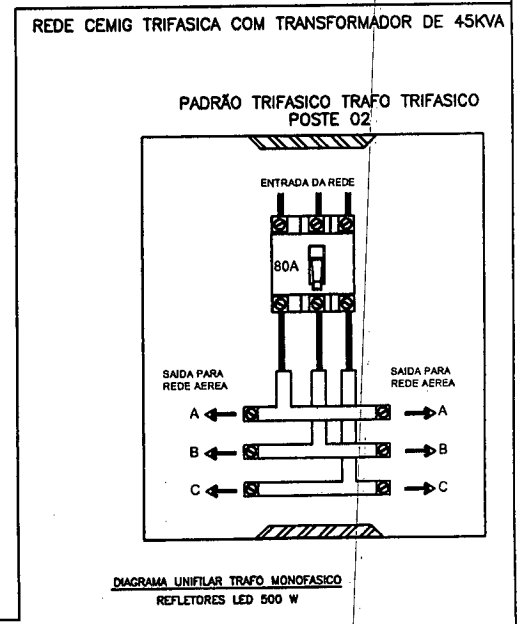 REDE CEMIG TRIFASICA COM TRANSFORMADOR DE 45KVA
PADRÃO TRIFASICO TRAFO TRIFASICO
POSTE 02
ENTRADA DA REDE
80A
SAIDA PARA
REDE AEREA
SAIDA PARA
REDE AEREA
A A
B B
C C
DIAGRAMA UNIFILAR TRAFO MONOFASICO
REFLETORES LED 500 W